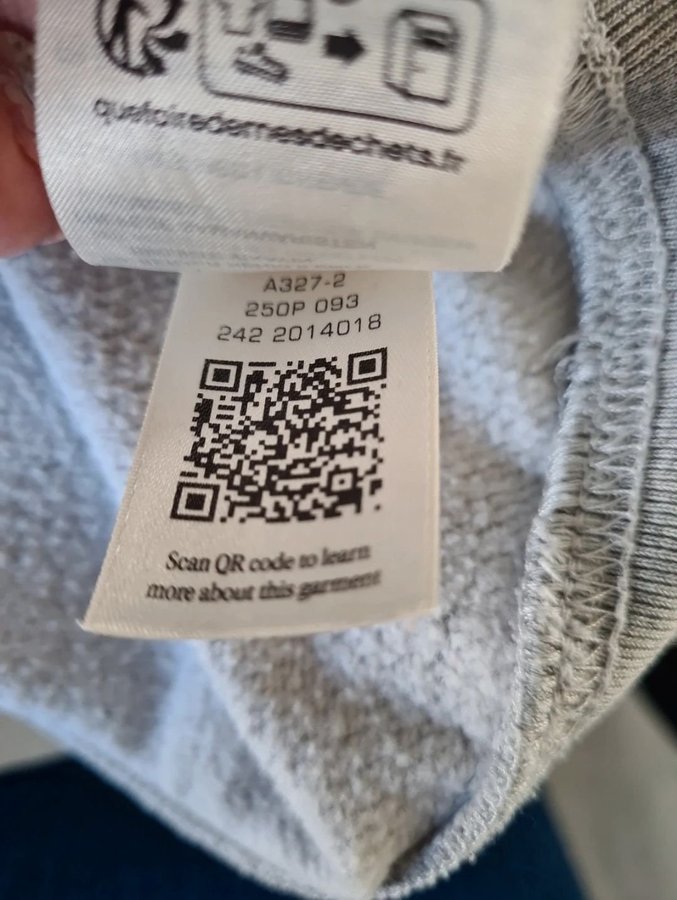 quefairedemesdechets.fr
A327-2
250P 093
242 2014018
Scan QR code to learn
more about this garment